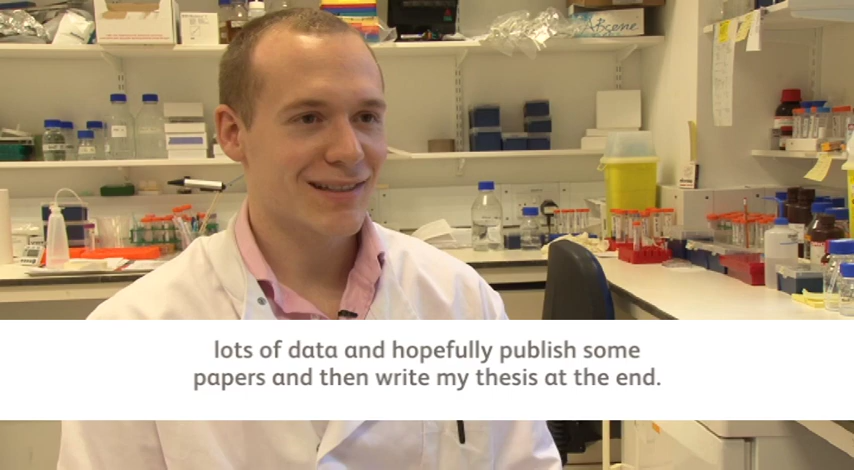 lots of data and hopefully publish some
papers and then write my thesis at the end.